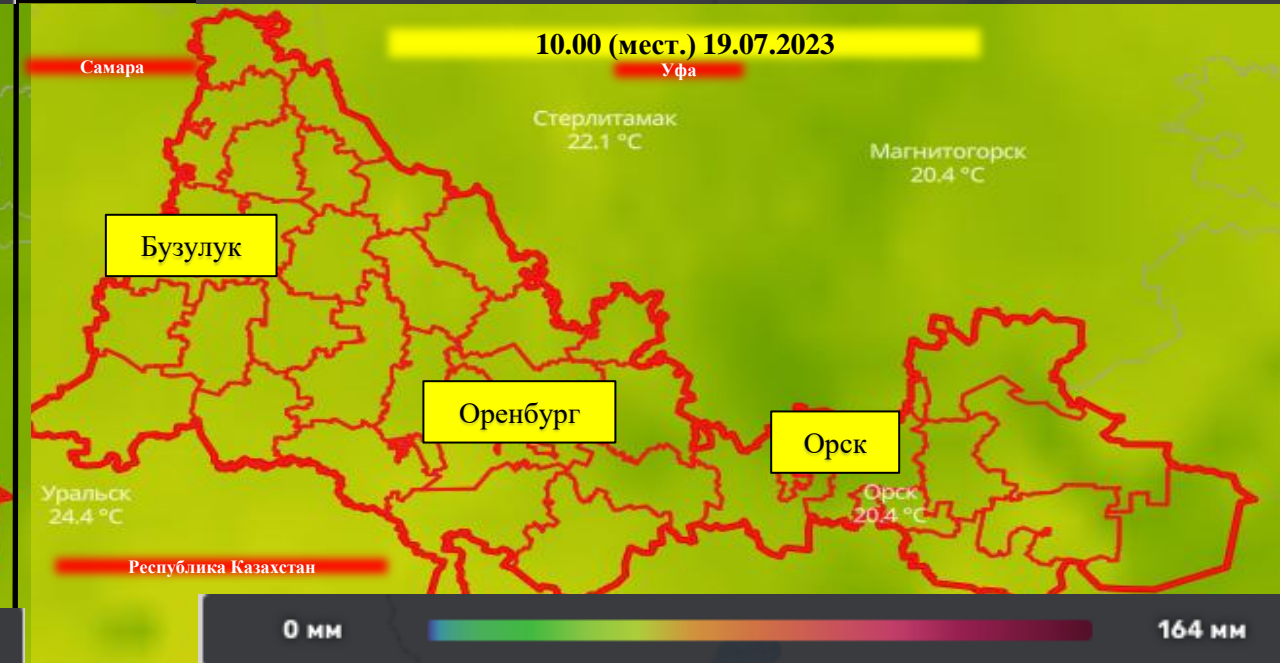 10.00 (мест.) 19.07.2023
Самара
Уфа
Стерлитамак
22.1 °C
Магнитогорск
20.4 °C
Бузулук
Оренбург
Орск
Уральск
24.4 °C
Орск
20.4 °C
Республика Казахстан
0 мм
164 мм